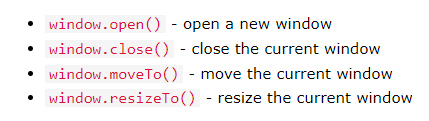 • window.open() - open a new window
• window.close() - close the current window
• window.moveTo() - move the current window
• window.resizeTo() - resize the current window